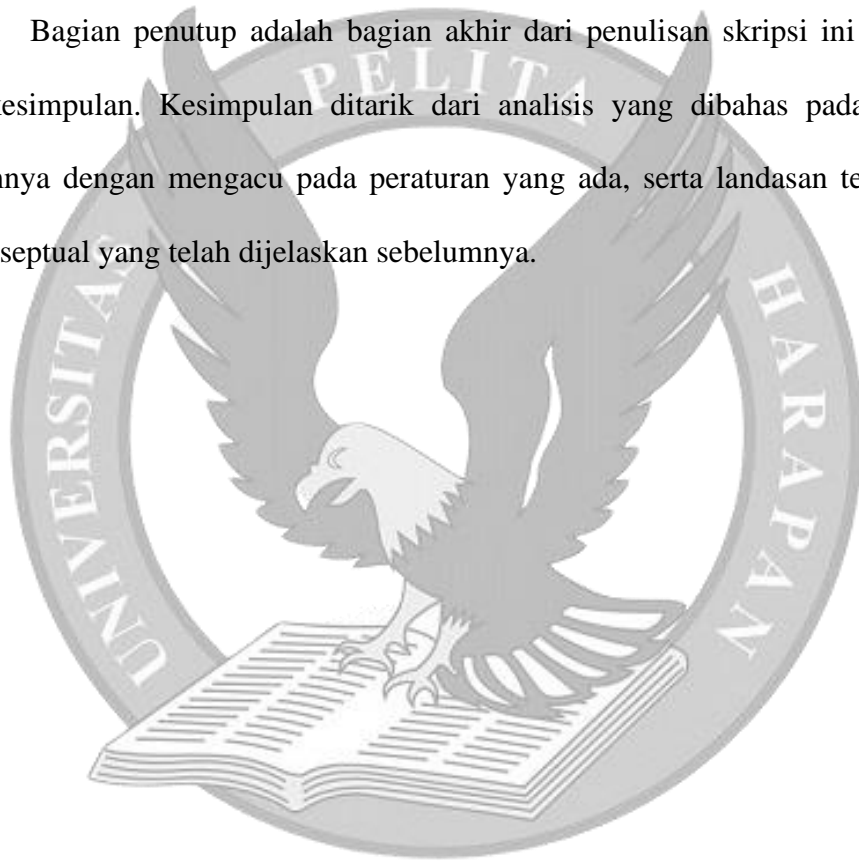 Bagian penutup adalah bagian akhir dari penulisan skripsi ini
kesimpulan. Kesimpulan ditarik dari analisis yang dibahas pada
nya dengan mengacu pada peraturan yang ada, serta landasan
septual yang telah dijelaskan sebelumnya.
UNIVERSITAS PELITA HARAPAN